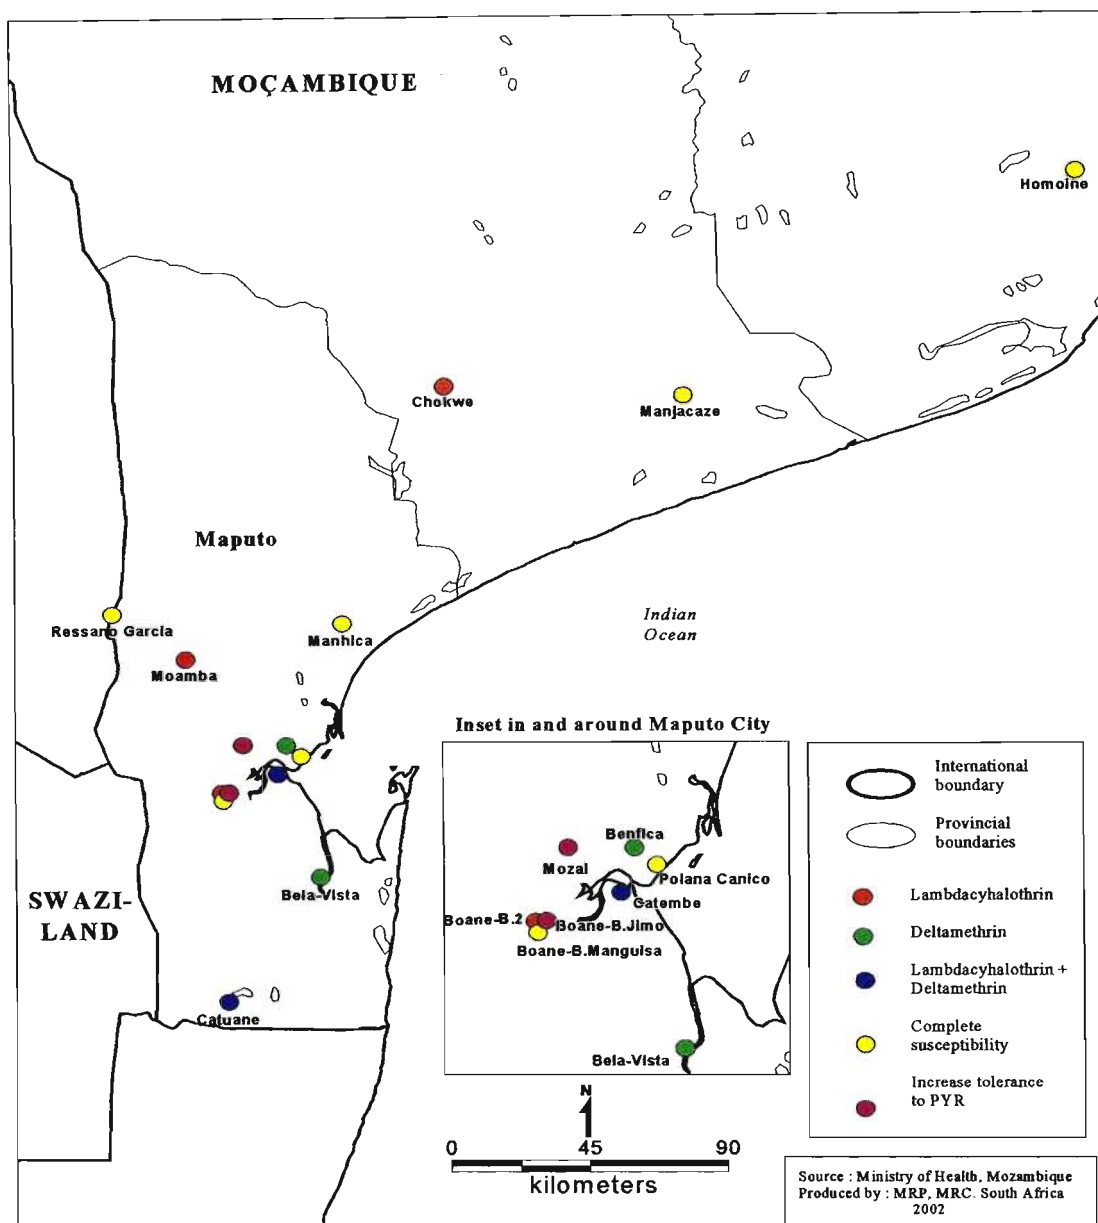 MOÇAMBIQUE
Homoine
Chokwe
Manjacaze
Maputo
Ressano Garcia
Manhica
Moamba
Indian
Ocean
Bela-Vista
SWAZI-
LAND
Catuane
Inset in and around Maputo City
Benfica
Mozal
Polana Canico
Catembe
Boane-B.2
Boane-B.Jimo
Boane-B.Manguisa
Bela-Vista
International
boundary
Provincial
boundaries
Lambdacyhalothrin
Deltamethrin
Lambdacyhalothrin +
Deltamethrin
Complete
susceptibility
Increase tolerance
to PYR
N
0 45 90
kilometers
Source : Ministry of Health, Mozambique
Produced by : MRP, MRC. South Africa
2002